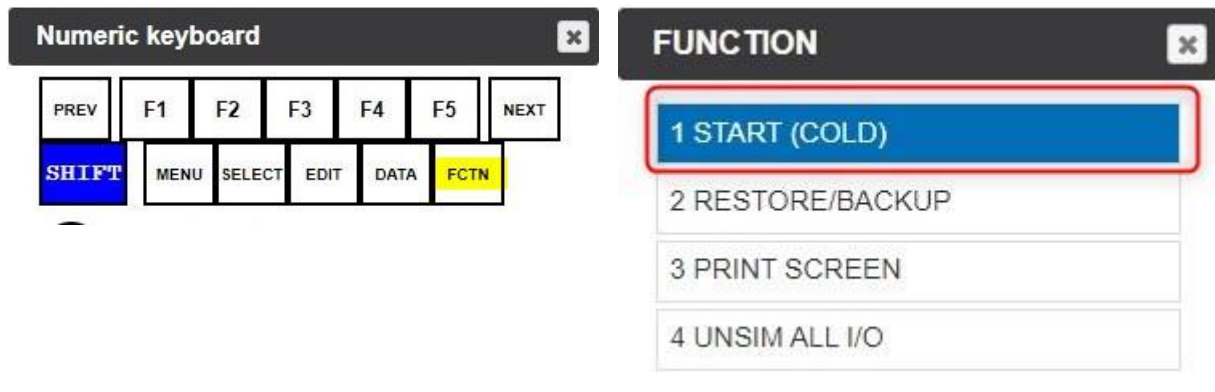 Numeric keyboard
PREV F1 F2 F3 F4 F5 NEXT
SHIFT MENU SELECT EDIT DATA FCTN
FUNCTION
1 START (COLD)
2 RESTORE/BACKUP
3 PRINT SCREEN
4 UNSIM ALL I/O